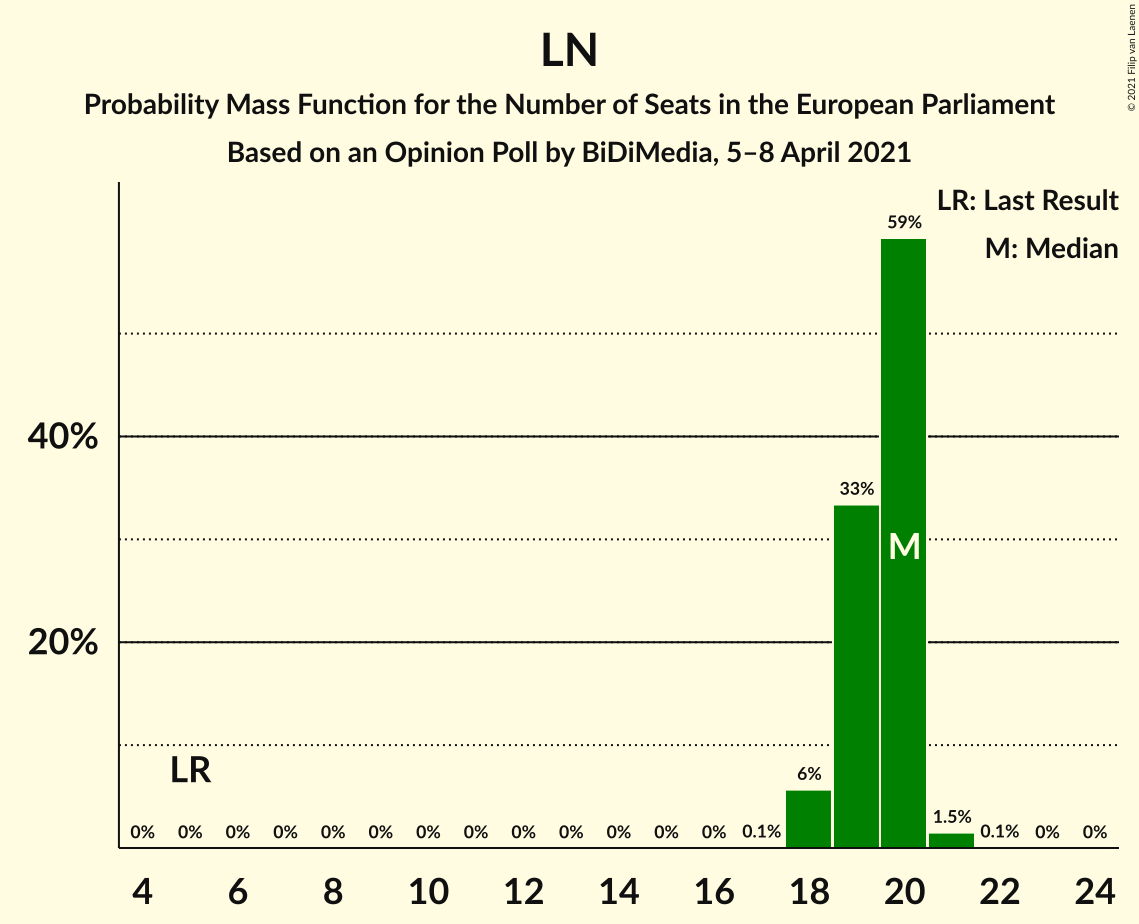 LN
Probability Mass Function for the Number of Seats in the European Parliament
Based on an Opinion Poll by BiDiMedia, 5–8 April 2021
© 2021 Filip van Laenen
LR: Last Result
M: Median
59%
40%
33%
M
20%
LR
6%
0% 0% 0% 0% 0% 0% 0% 0% 0% 0% 0% 0% 0% 0.1% 1.5% 0.1% 0% 0%
4 6 8 10 12 14 16 18 20 22 24